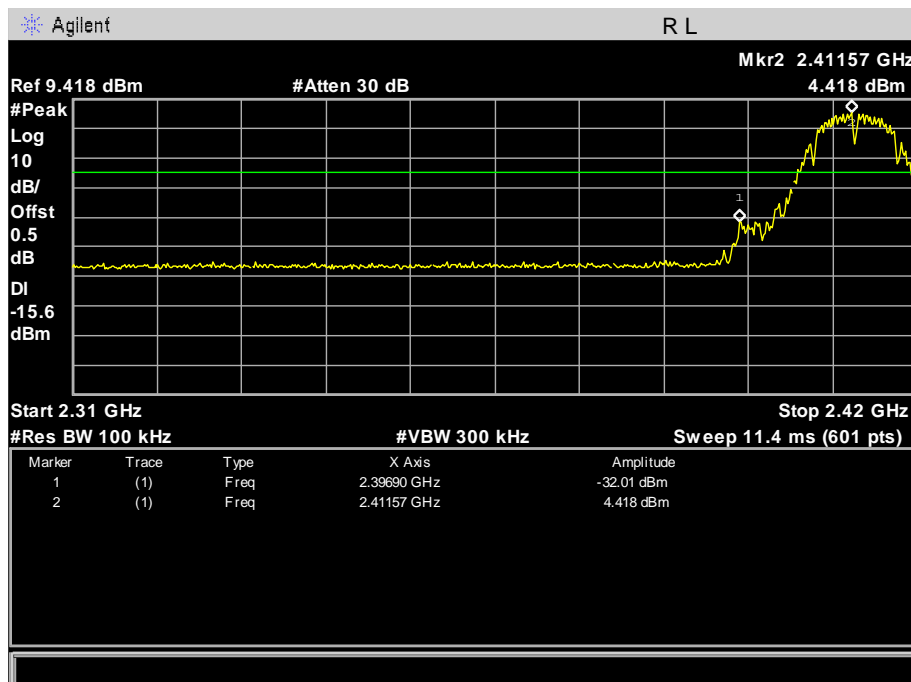 Agilent R L
Mkr2 2.41157 GHz
Ref 9.418 dBm #Atten 30 dB 4.418 dBm
#Peak
Log
10
dB/
Offst
0.5
dB
DI
-15.6
dBm
1
2
Start 2.31 GHz Stop 2.42 GHz
#Res BW 100 kHz #VBW 300 kHz Sweep 11.4 ms (601 pts)
Marker Trace Type X Axis Amplitude
1 (1) Freq 2.39690 GHz -32.01 dBm
2 (1) Freq 2.41157 GHz 4.418 dBm